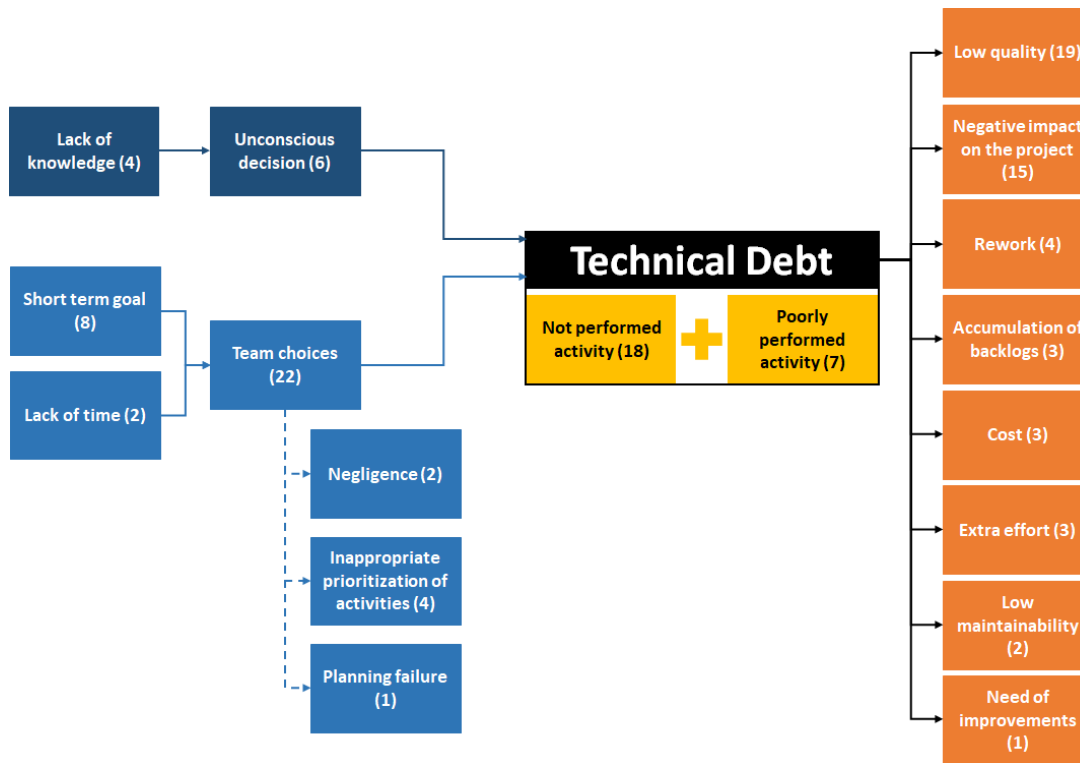 Lack of
knowledge (4)
Unconscious
decision (6)
Short term goal
(8)
Lack of time (2)
Team choices
(22)
Negligence (2)
Inappropriate
prioritization of
activities (4)
Planning failure
(1)
Technical Debt
Not performed
activity (18)
Poorly
performed
activity (7)
Low quality (19)
Negative impact
on the project
(15)
Rework (4)
Accumulation of
backlogs (3)
Cost (3)
Extra effort (3)
Low
maintainability
(2)
Need of
improvements
(1)